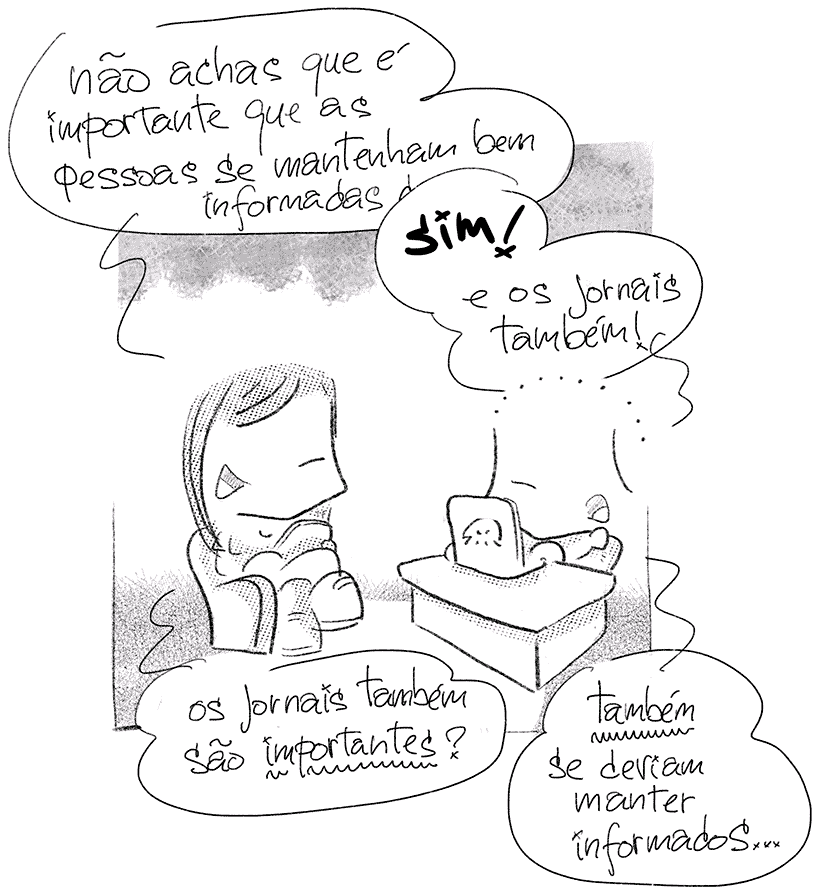 não achas que é
importante que as
pessoas se mantenham bem
informadas
sim!
e os jornais
também!
os jornais também
são importantes?
também
se deviam
manter
informados...